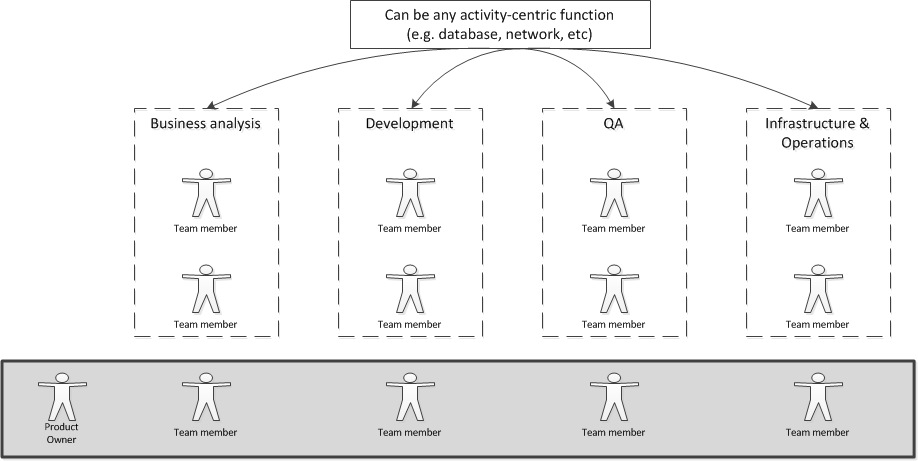 Can be any activity-centric function
(e.g. database, network, etc)
Business analysis
Development
QA
Infrastructure &
Operations
Team member
Team member
Team member
Team member
Team member
Team member
Team member
Team member
Product
Owner
Team member
Team member
Team member
Team member